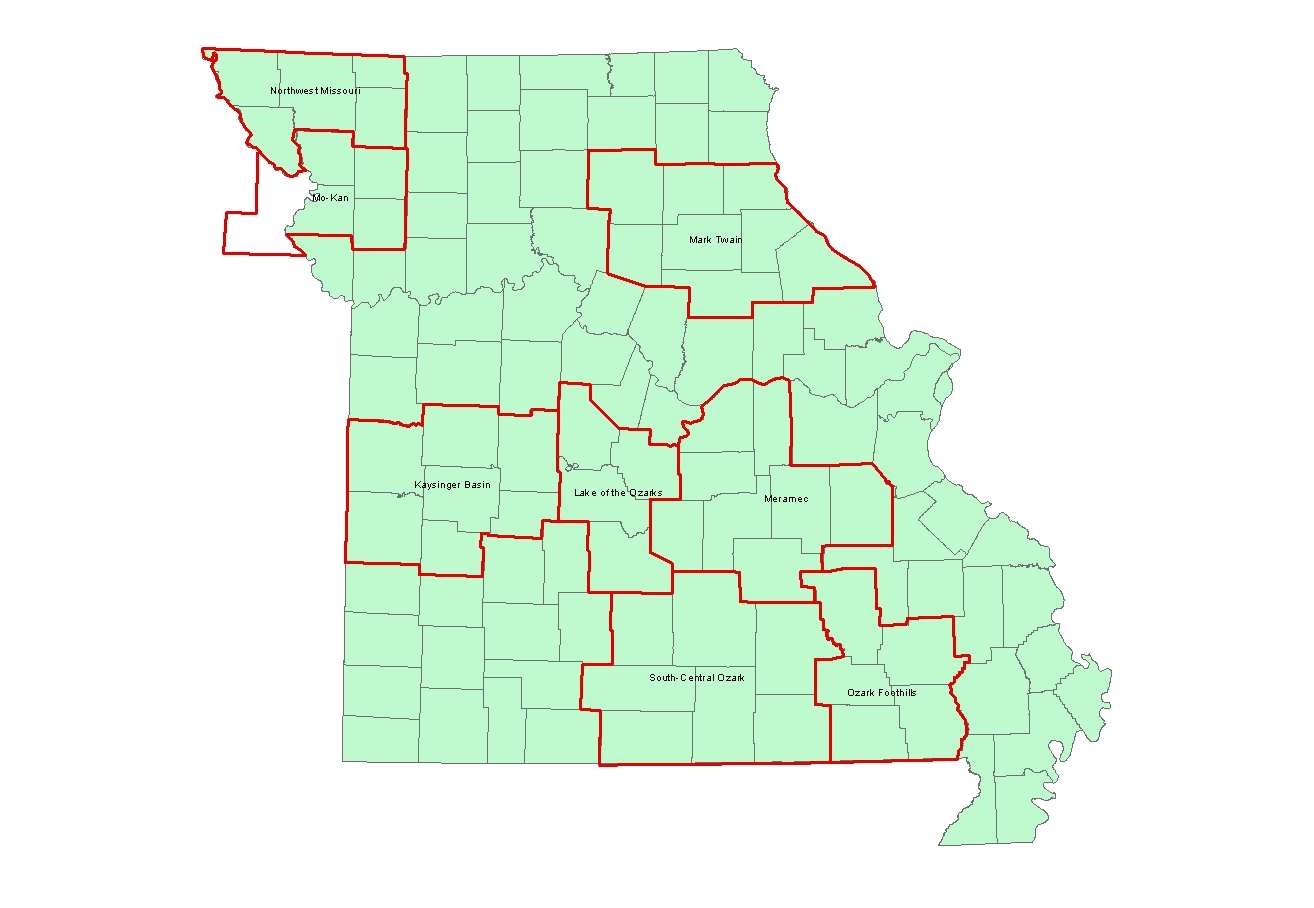 Northwest Missouri
Mo-Kan
Mark Twain
Kaysinger Basin
Lake of the Ozarks
Meramec
South-Central Ozark
Ozark Foothills